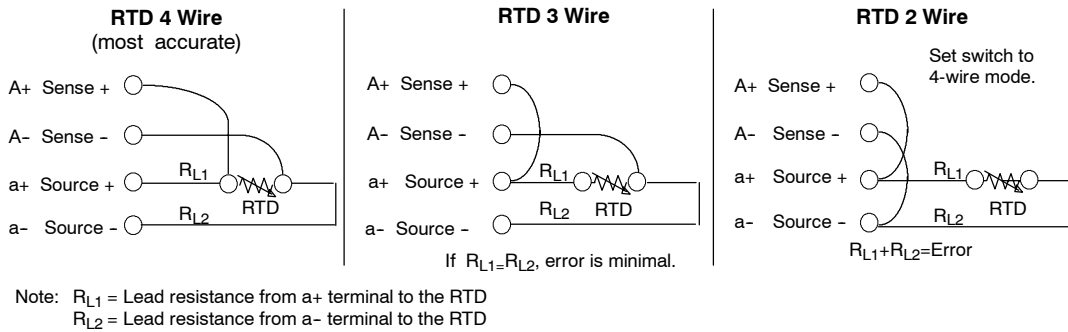 RTD 4 Wire
(most accurate)
A+ Sense +
A- Sense -
a+ Source +
a- Source -
RL1
RTD
RL2
RTD 3 Wire
A+ Sense +
A- Sense -
a+ Source +
a- Source -
RL1
RL2
RTD
If RL1=RL2, error is minimal.
RTD 2 Wire
Set switch to
4-wire mode.
A+ Sense +
A- Sense -
a+ Source +
a- Source -
RL1
RL2
RTD
RL1+RL2=Error
Note: RL1 = Lead resistance from a+ terminal to the RTD
RL2 = Lead resistance from a- terminal to the RTD